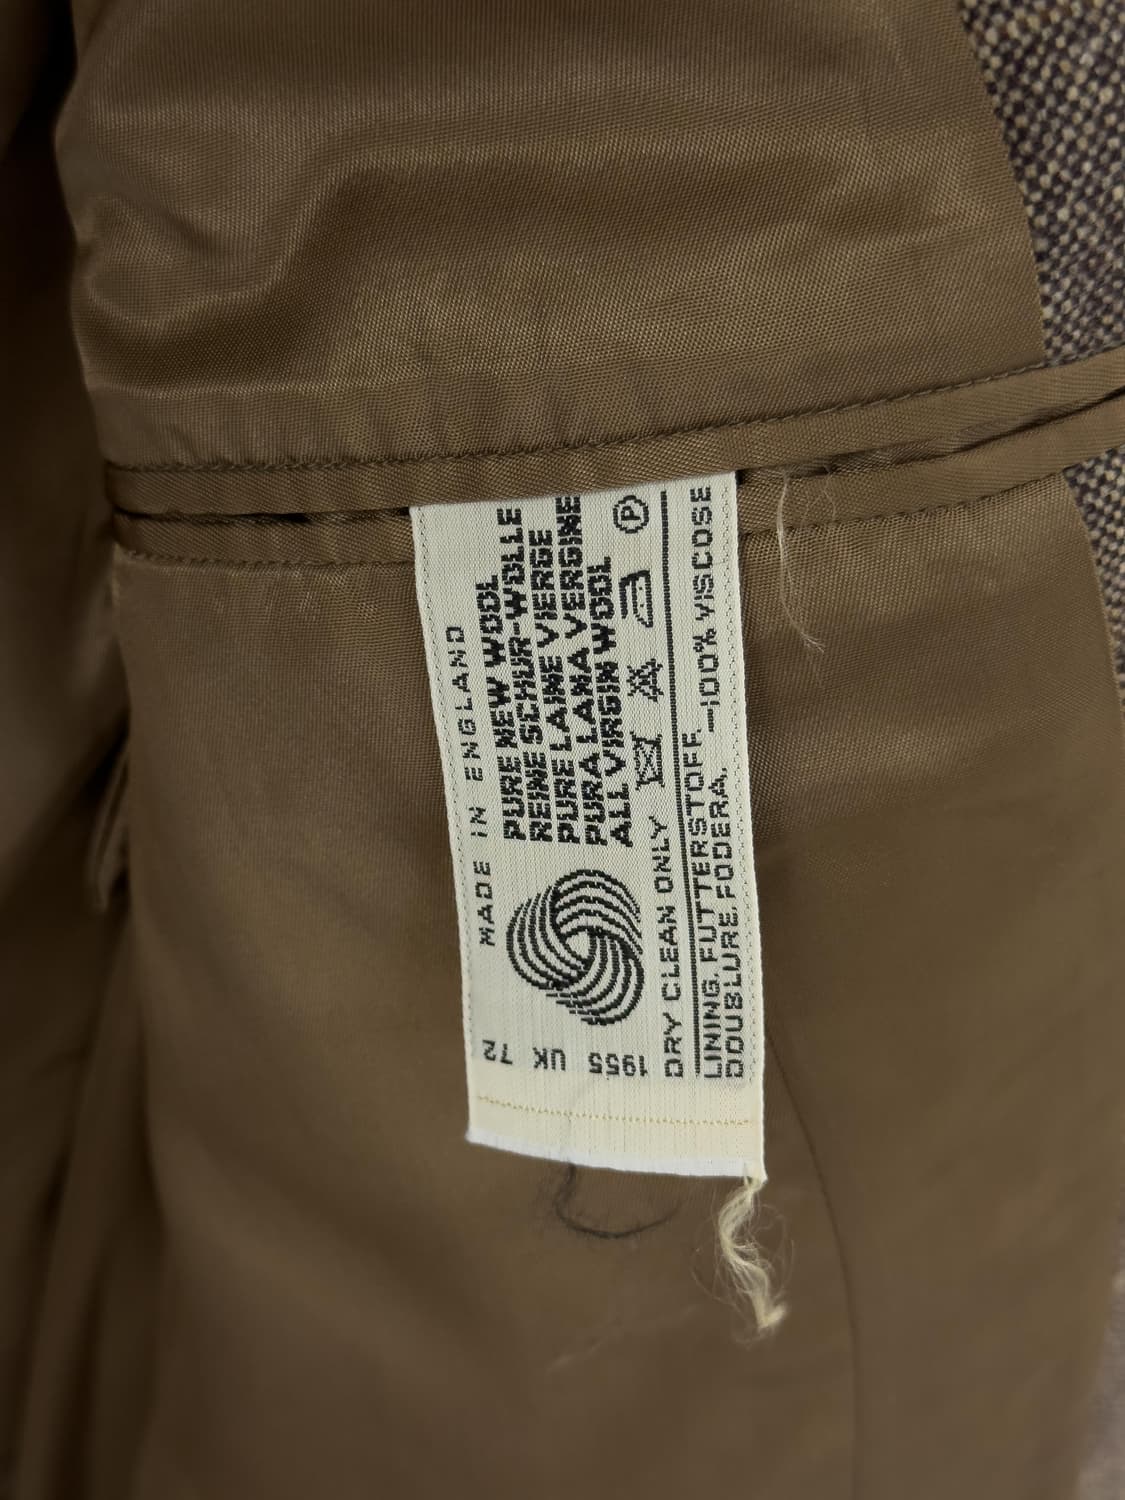 MADE IN ENGLAND
PURE NEW WOOL
REINE SCHUR-WOLLE
PURE LAINE VIERGE
PURA LANA VERGINE
ALL VIRGIN WOOL
P
DRY CLEAN ONLY
LINING. FUTTERSTOFF.
DOUBLURE. FODERA. —100% VISCOSE
1955 UK 72